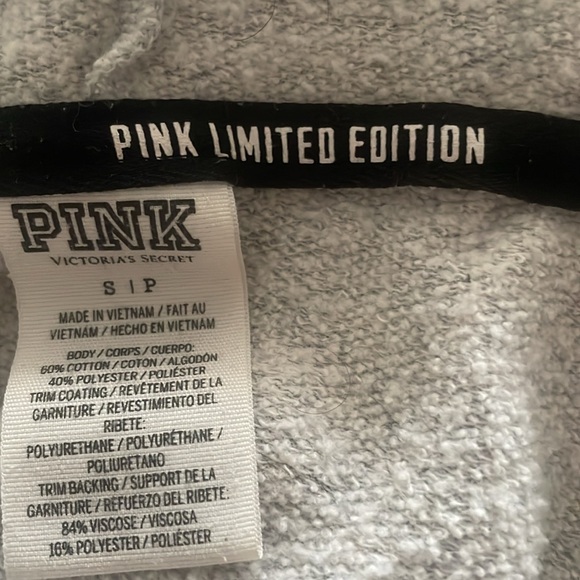 PINK LIMITED EDITION
PINK
VICTORIA'S SECRET
S | P
MADE IN VIETNAM / FAIT AU
VIETNÁM / HECHO EN VIETNAM
BODY / CORPS / CUERPO:
60% COTTON / COTON / ALGODÓN
40% POLYESTER / POLIÉSTER
TRIM COATING / REVÊTEMENT DE LA
GARNITURE / REVESTIMIENTO DEL
RIBETE:
POLYURETHANE / POLYURÉTHANE /
POLIURETANO
TRIM BACKING / SUPPORT DE LA
GARNITURE / REFUERZO DEL RIBETE:
84% VISCOSE / VISCOSA
16% POLYESTER / POLIÉSTER